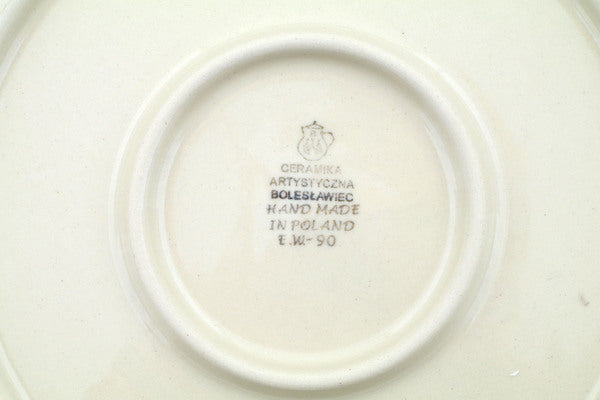 CERAMIKA
ARTYSTYCZNA
BOLESŁAWIEC
HAND MADE
IN POLAND
E.W-90